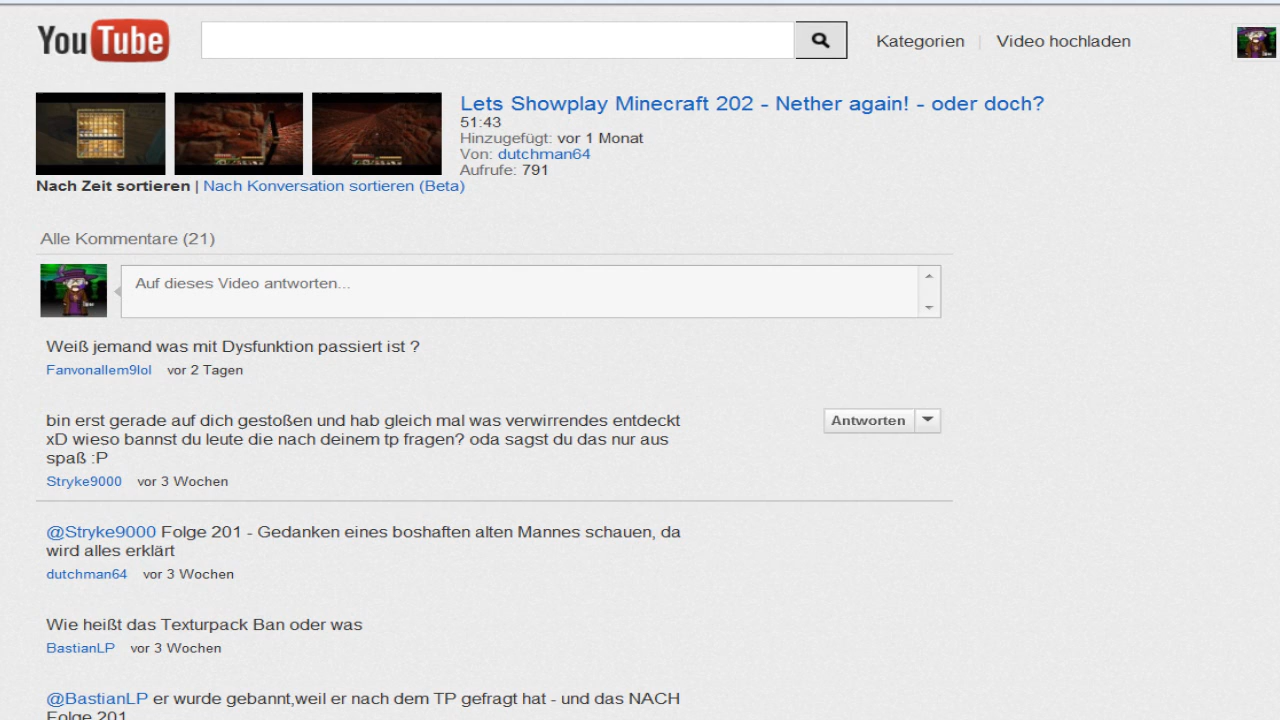 YouTube
Kategorien | Video hochladen
Lets Showplay Minecraft 202 - Nether again! - oder doch?
51:43
Hinzugefügt: vor 1 Monat
Von: dutchman64
Aufrufe: 791
Nach Zeit sortieren | Nach Konversation sortieren (Beta)
Alle Kommentare (21)
Auf dieses Video antworten...
Weiß jemand was mit Dysfunktion passiert ist ?
Fanvonallem9lol vor 2 Tagen
bin erst gerade auf dich gestoßen und hab gleich mal was verwirrendes entdeckt
xD wieso bannst du leute die nach deinem tp fragen? oda sagst du das nur aus
spaß :P
Antworten
Stryke9000 vor 3 Wochen
@Stryke9000 Folge 201 - Gedanken eines boshaften alten Mannes schauen, da
wird alles erklärt
dutchman64 vor 3 Wochen
Wie heißt das Texturpack Ban oder was
BastianLP vor 3 Wochen
@BastianLP er wurde gebannt,weil er nach dem TP gefragt hat - und das NACH
Folge 201